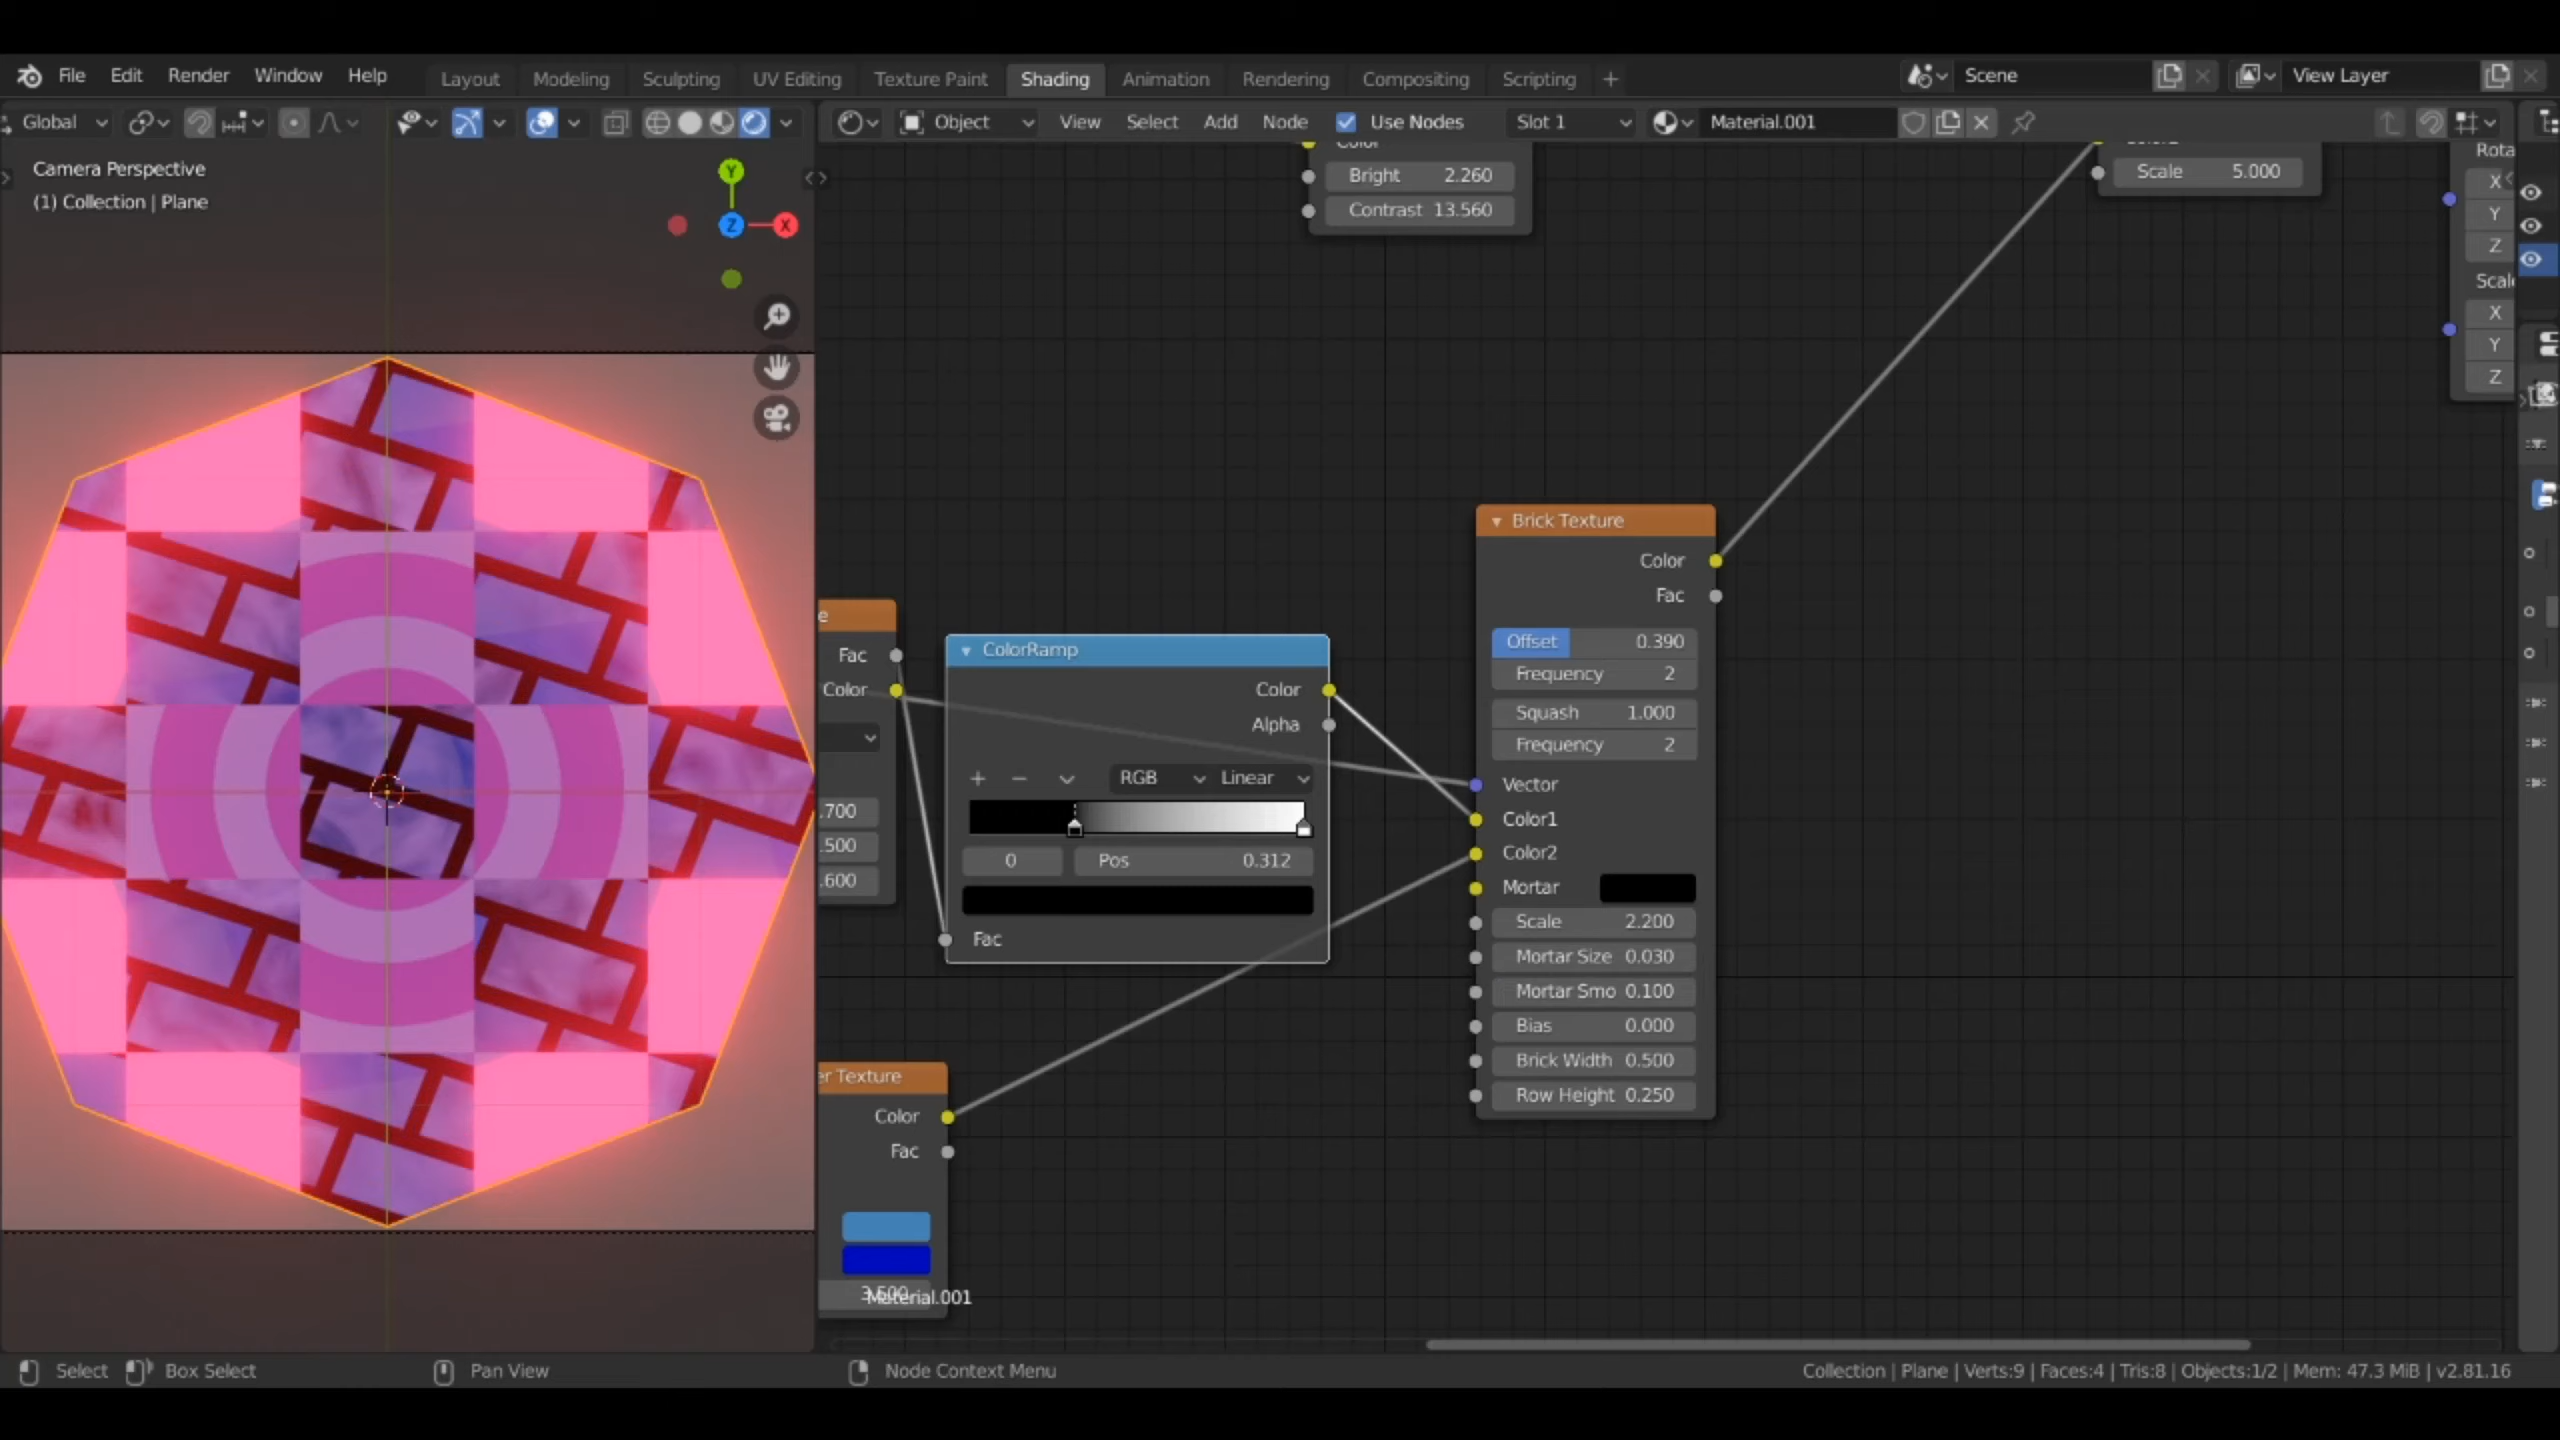 File Edit Render Window Help Layout Modeling Sculpting UV Editing Texture Paint Shading Animation Rendering Compositing Scripting + Scene View Layer
Global Object View Select Add Node Use Nodes Slot 1 Material.001
Camera Perspective
(1) Collection | Plane
Y
Z
X
Color
Bright 2.260
Contrast 13.560
Scale 5.000
Rota
X
Y
Z
Scale
X
Y
Z
e
Fac
Color
.700
.500
.600
ColorRamp
Color
Alpha
RGB Linear
0 Pos 0.312
Fac
er Texture
Color
Fac
3.500
Material.001
Brick Texture
Color
Fac
Offset 0.390
Frequency 2
Squash 1.000
Frequency 2
Vector
Color1
Color2
Mortar
Scale 2.200
Mortar Size 0.030
Mortar Smo 0.100
Bias 0.000
Brick Width 0.500
Row Height 0.250
Select Box Select Pan View Node Context Menu Collection | Plane | Verts:9 | Faces:4 | Tris:8 | Objects:1/2 | Mem: 47.3 MiB | v2.81.16